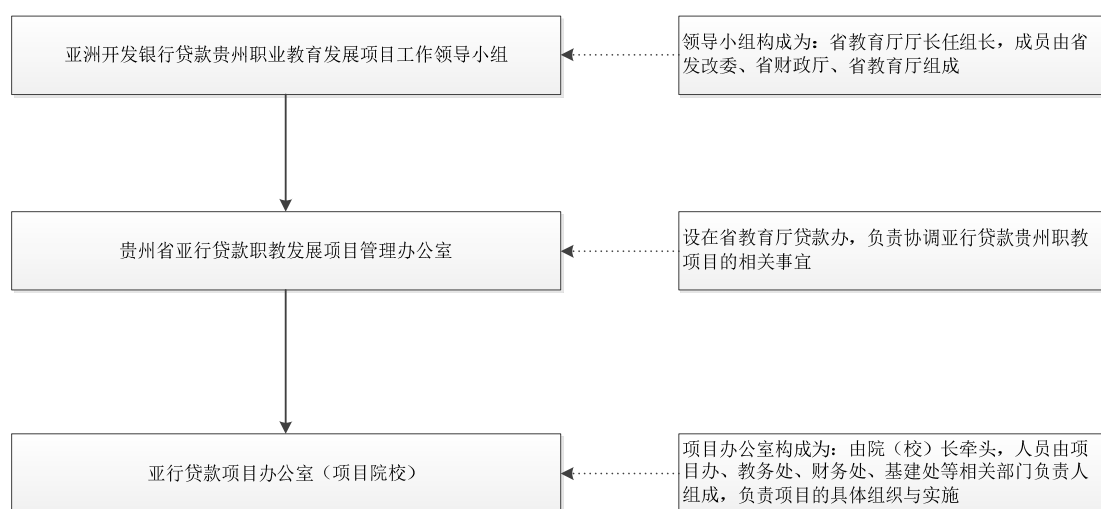 亚洲开发银行贷款贵州职业教育发展项目工作领导小组
领导小组构成为：省教育厅厅长任组长，成员由省
发改委、省财政厅、省教育厅组成
贵州省亚行贷款职教发展项目管理办公室
设在省教育厅贷款办，负责协调亚行贷款贵州职教
项目的相关事宜
亚行贷款项目办公室（项目院校）
项目办公室构成为：由院（校）长牵头，人员由项
目办、教务处、财务处、基建处等相关部门负责人
组成，负责项目的具体组织与实施